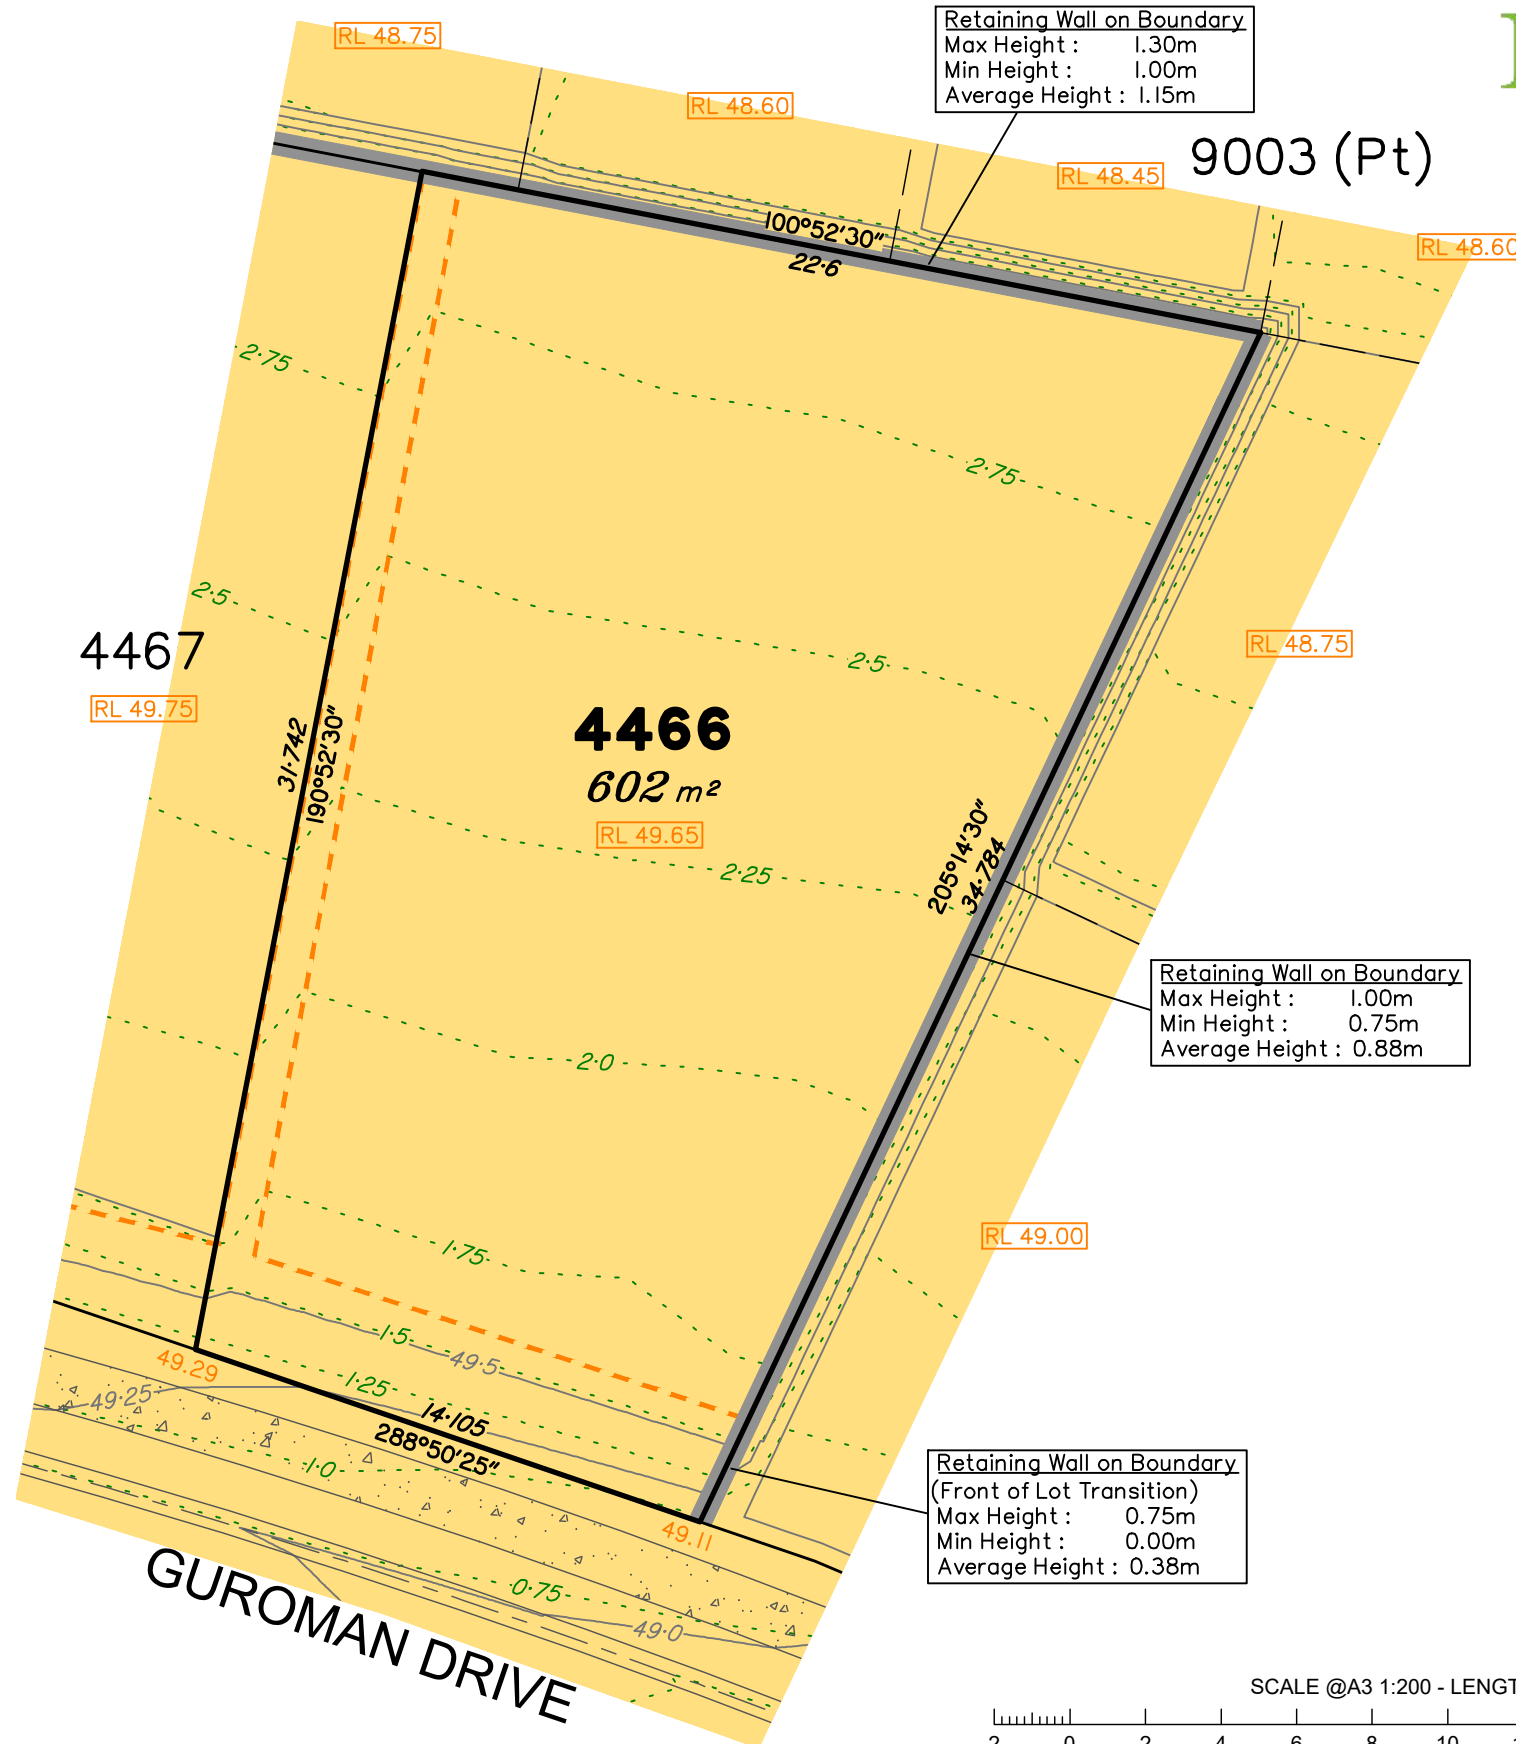 RL 48.75
Retaining Wall on Boundary
Max Height : 1.30m
Min Height : 1.00m
Average Height : 1.15m
RL 48.60
9003 (Pt)
RL 48.45
RL 48.60
100°52'30"
22·6
2·75
2·75
2·5
2·5
4467
RL 49.75
RL 48.75
31·742
190°52'30"
4466
602 m²
RL 49.65
2·25
205°14'30"
34·784
Retaining Wall on Boundary
Max Height : 1.00m
Min Height : 0.75m
Average Height : 0.88m
2·0
RL 49.00
1·75
1·5
49·5
49.29
1·25
49·25
14·105
288°50'25"
1·0
49.11
Retaining Wall on Boundary
(Front of Lot Transition)
Max Height : 0.75m
Min Height : 0.00m
Average Height : 0.38m
0·75
49·0
GUROMAN DRIVE
SCALE @A3 1:200 - LENGT
2 0 2 4 6 8 10